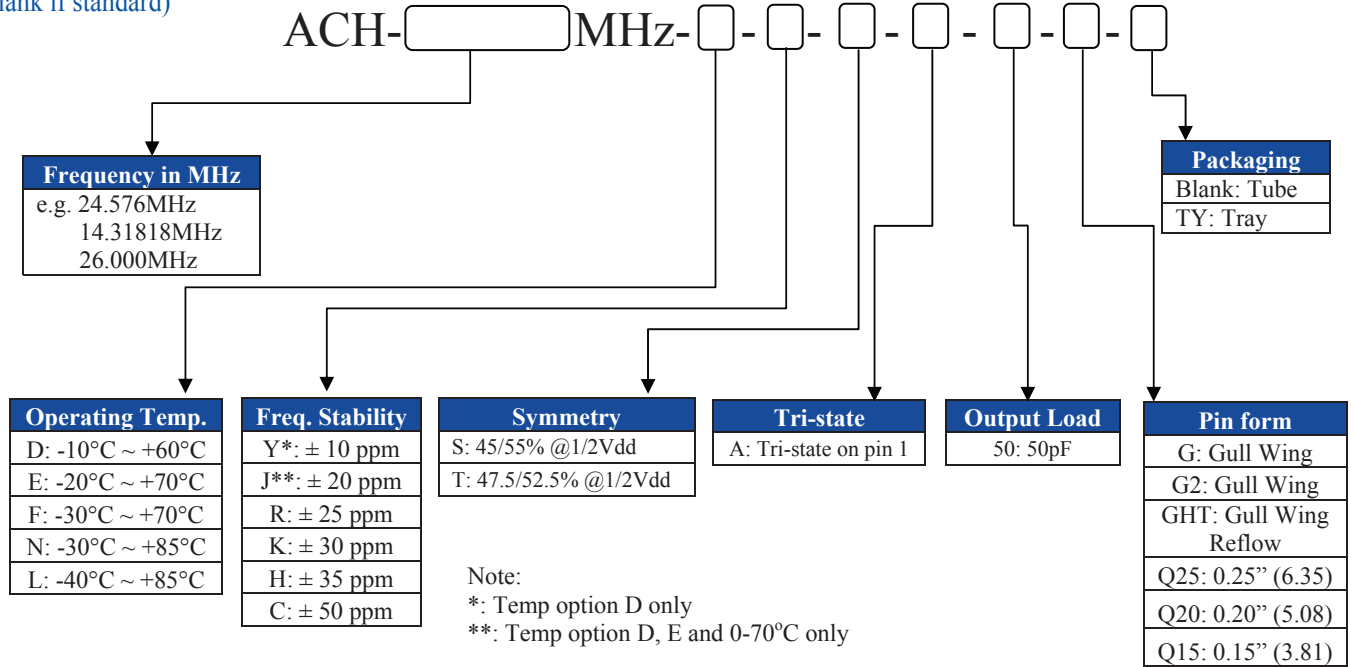 lank if standard)
ACH- MHz- - - - - - -
Frequency in MHz
e.g. 24.576MHz
14.31818MHz
26.000MHz
Packaging
Blank: Tube
TY: Tray
Operating Temp.
D: -10°C ~ +60°C
E: -20°C ~ +70°C
F: -30°C ~ +70°C
N: -30°C ~ +85°C
L: -40°C ~ +85°C
Freq. Stability
Y*: ± 10 ppm
J**: ± 20 ppm
R: ± 25 ppm
K: ± 30 ppm
H: ± 35 ppm
C: ± 50 ppm
Symmetry
S: 45/55% @1/2Vdd
T: 47.5/52.5% @1/2Vdd
Tri-state
A: Tri-state on pin 1
Output Load
50: 50pF
Pin form
G: Gull Wing
G2: Gull Wing
GHT: Gull Wing
Reflow
Q25: 0.25” (6.35)
Q20: 0.20” (5.08)
Q15: 0.15” (3.81)
Note:
*: Temp option D only
**: Temp option D, E and 0-70°C only